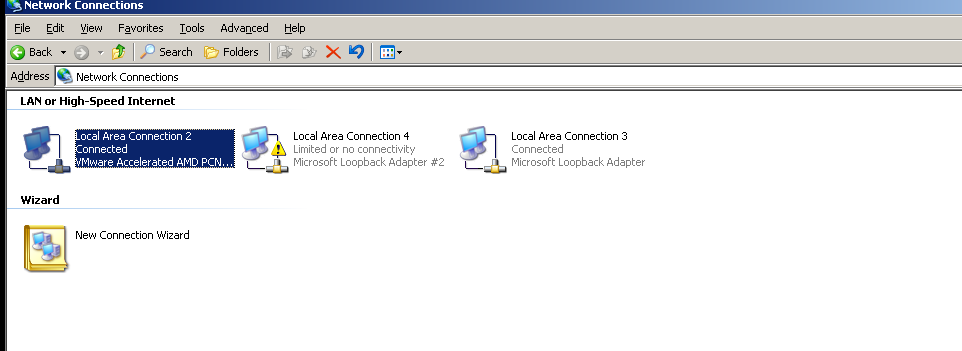 Network Connections
File Edit View Favorites Tools Advanced Help
Back Search Folders
Address Network Connections
LAN or High-Speed Internet
Local Area Connection 2
Connected
VMware Accelerated AMD PCN...
Local Area Connection 4
Limited or no connectivity
Microsoft Loopback Adapter #2
Local Area Connection 3
Connected
Microsoft Loopback Adapter
Wizard
New Connection Wizard